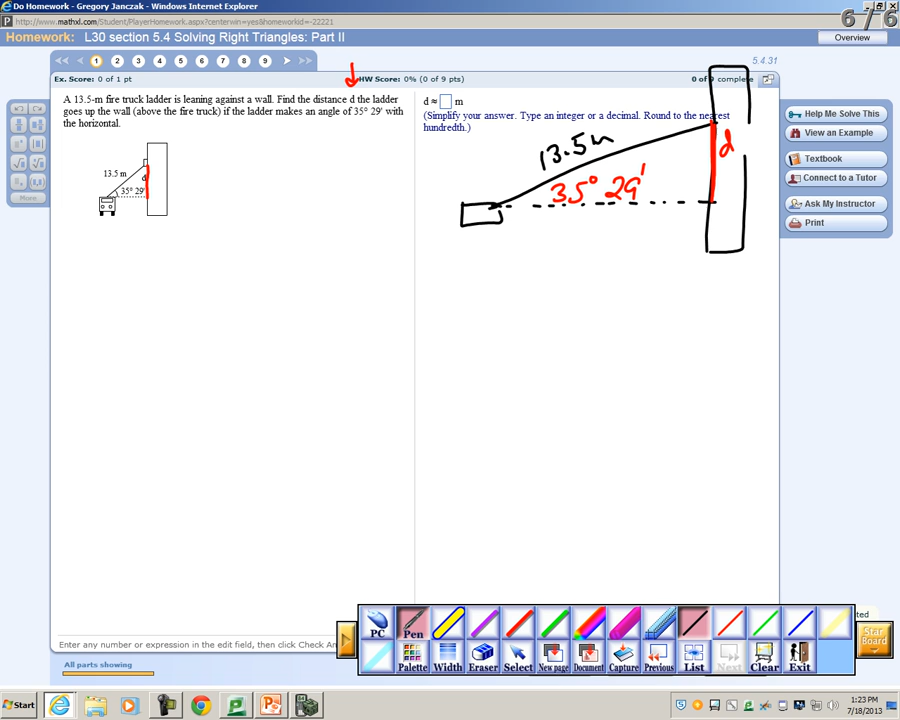 Do Homework - Gregory Janczak - Windows Internet Explorer
http://www.mathxl.com/Student/PlayerHomework.aspx?centerwin=yes&homeworkid=-22221
6 / 6
Homework: L30 section 5.4 Solving Right Triangles: Part II
Overview
1 2 3 4 5 6 7 8 9
5.4.31
Ex. Score: 0 of 1 pt
HW Score: 0% (0 of 9 pts)
0 of 9 complete
A 13.5-m fire truck ladder is leaning against a wall. Find the distance d the ladder
goes up the wall (above the fire truck) if the ladder makes an angle of 35° 29' with
the horizontal.
13.5 m
d
35° 29'
d ≈ m
(Simplify your answer. Type an integer or a decimal. Round to the nearest
hundredth.)
13.5m
d
35° 29'
More
Help Me Solve This
View an Example
Textbook
Connect to a Tutor
Ask My Instructor
Print
Enter any number or expression in the edit field, then click Check An
All parts showing
PC
Pen
Palette
Width
Eraser
Select
New page
Document
Capture
Previous
List
Next
Clear
Exit
Star
Board
Start
1:23 PM
7/18/2013